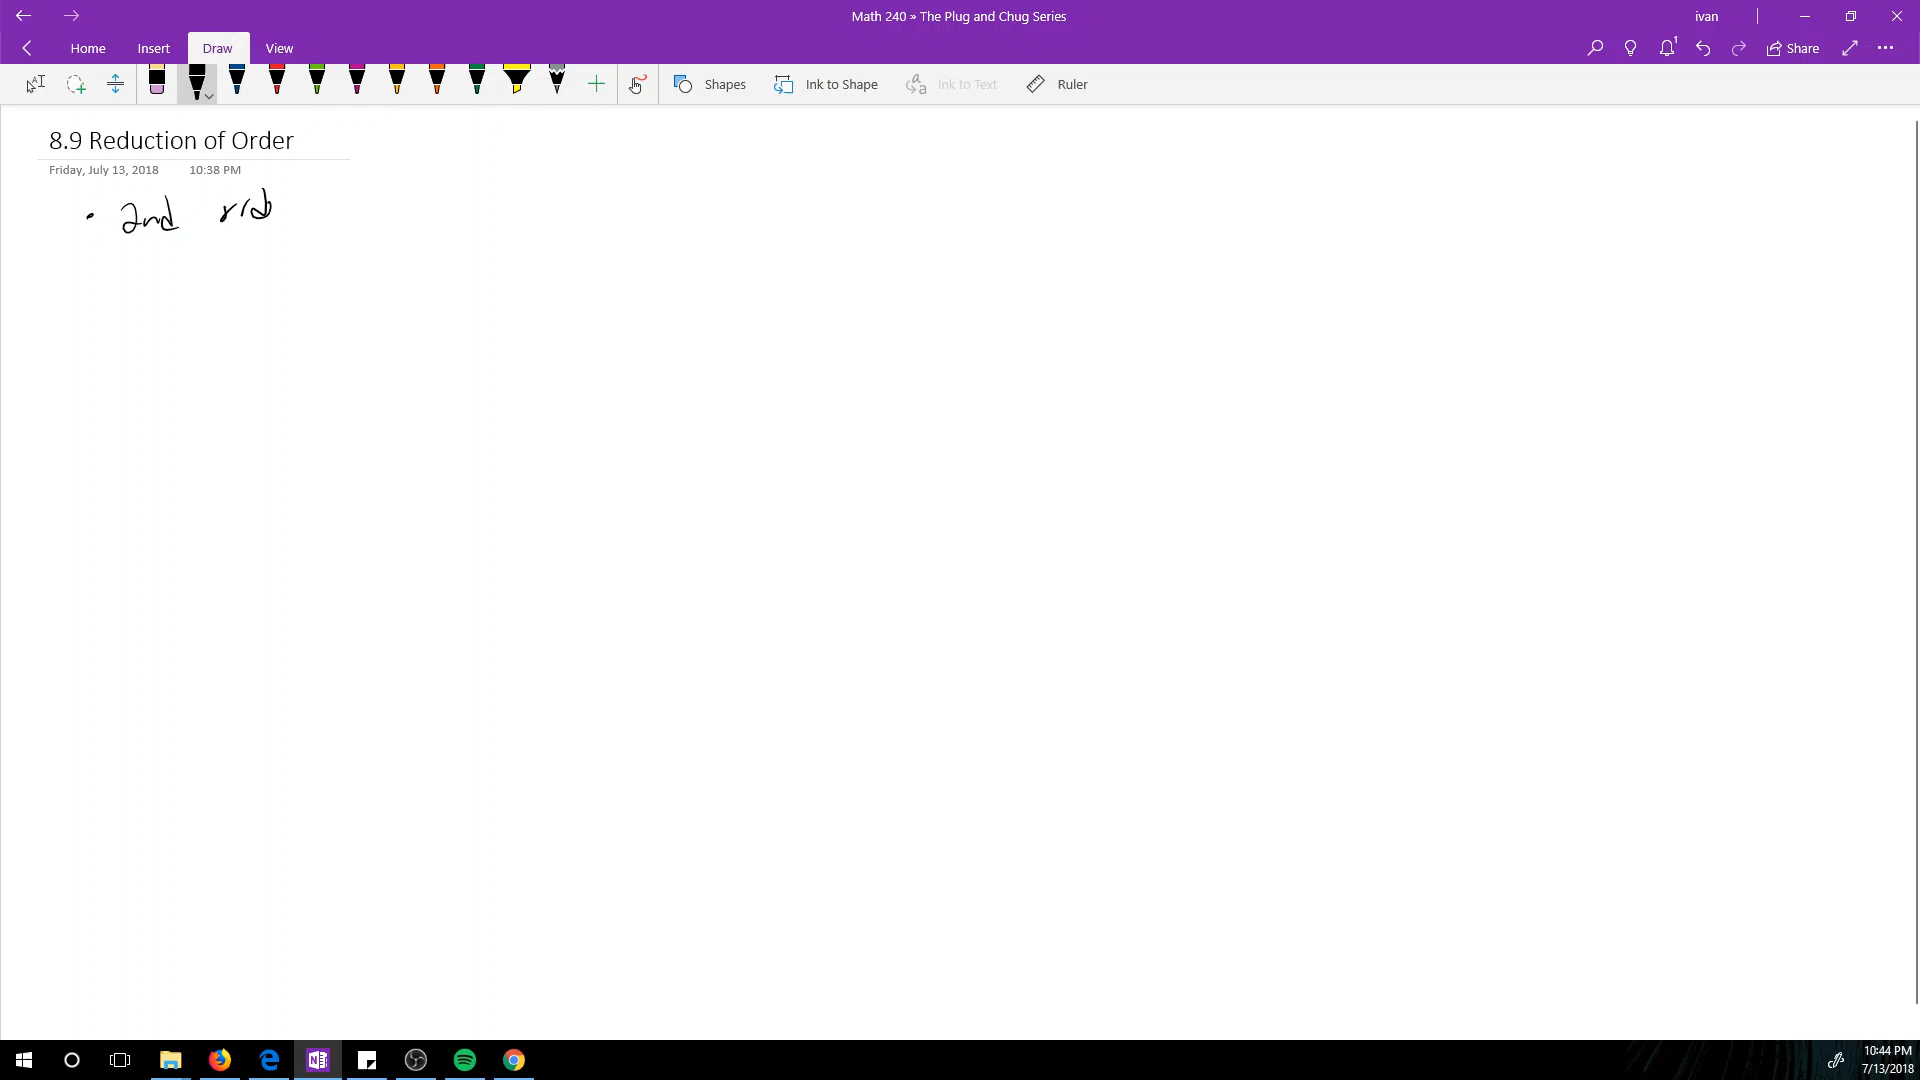 Math 240 » The Plug and Chug Series
ivan
Home Insert Draw View
Share
Shapes Ink to Shape Ink to Text Ruler
8.9 Reduction of Order
Friday, July 13, 2018 10:38 PM
• 2nd
10:44 PM
7/13/2018